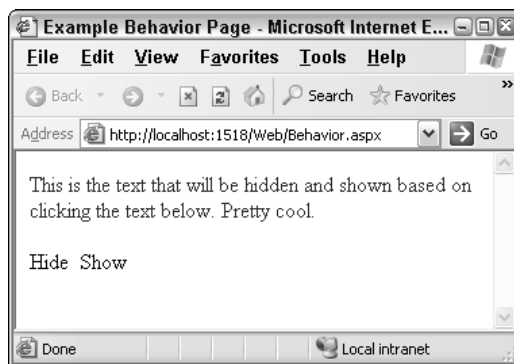 Example Behavior Page - Microsoft Internet E...
File Edit View Favorites Tools Help
Back Search Favorites »
Address http://localhost:1518/Web/Behavior.aspx Go
This is the text that will be hidden and shown based on
clicking the text below. Pretty cool.
Hide Show
Done Local intranet